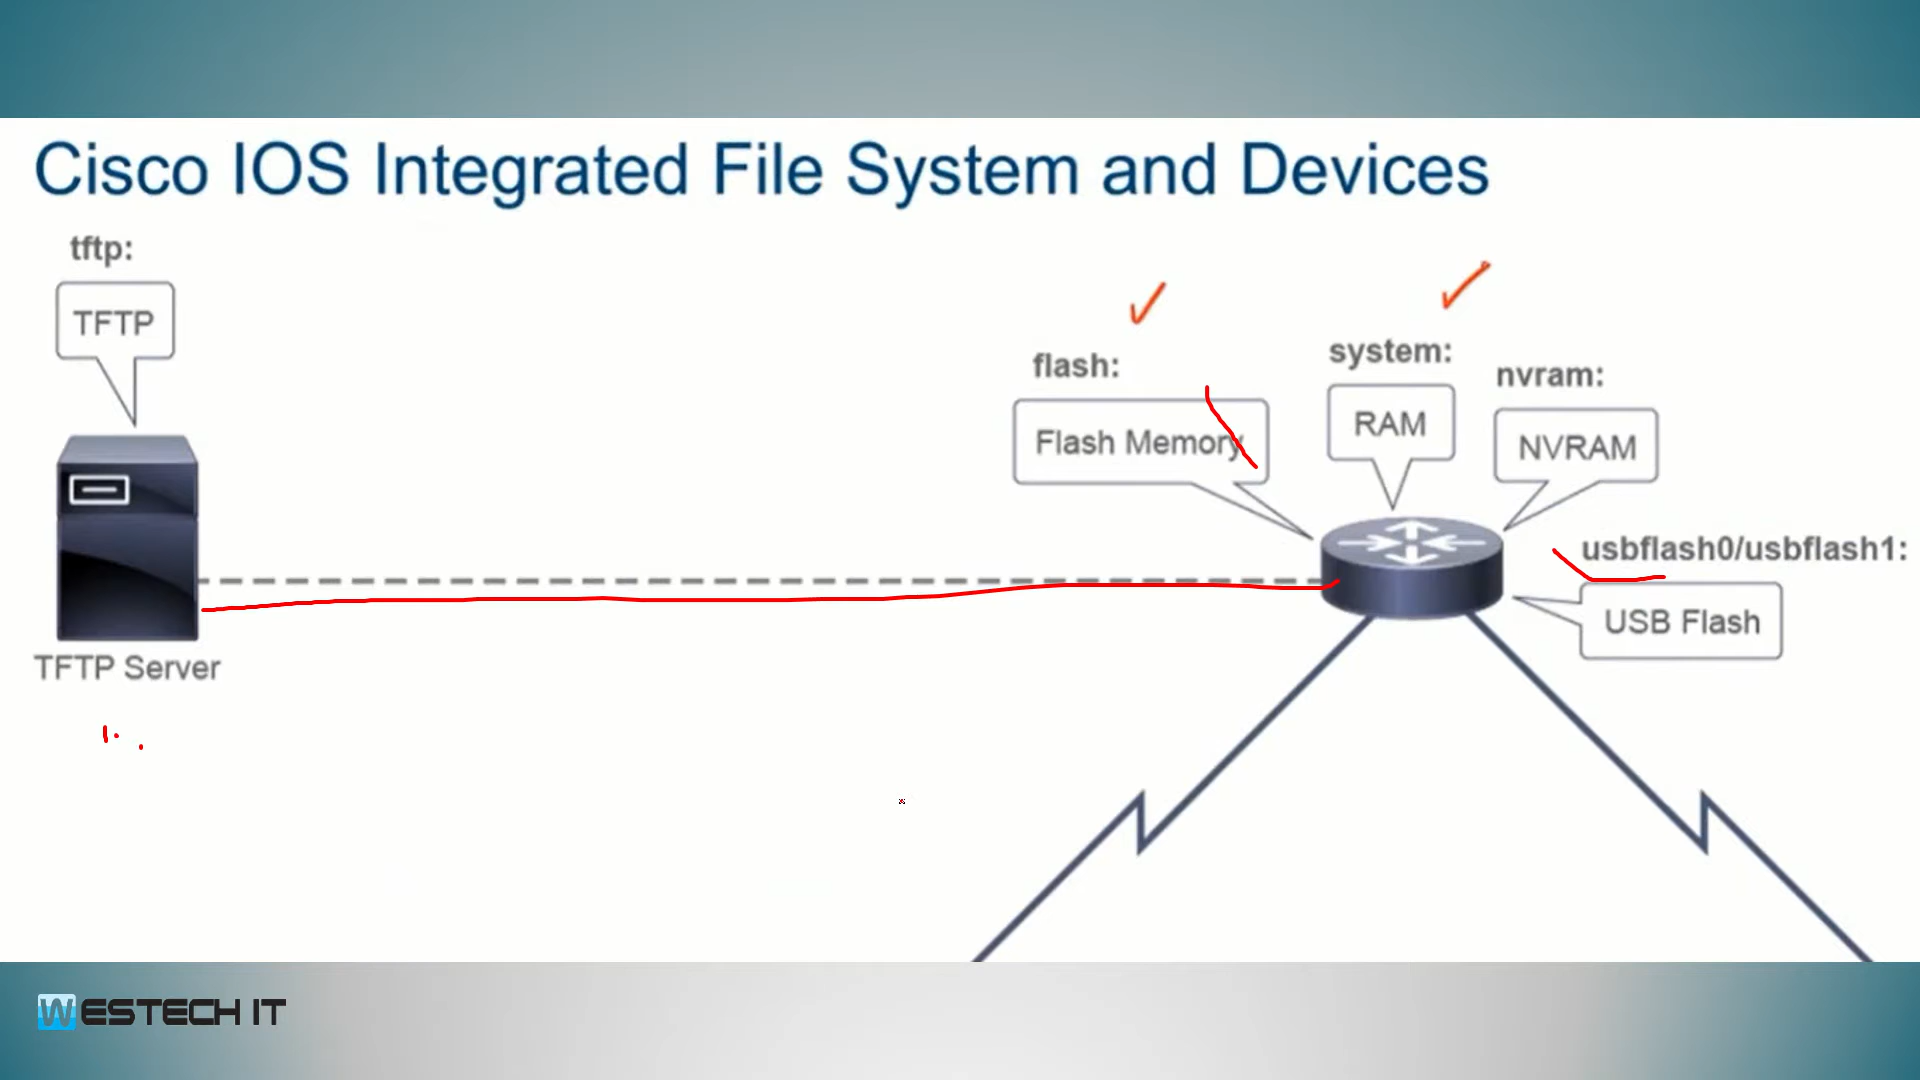 Cisco IOS Integrated File System and Devices
tftp:
TFTP
TFTP Server
flash:
Flash Memory
system:
RAM
nvram:
NVRAM
usbflash0/usbflash1:
USB Flash
WESTECH IT